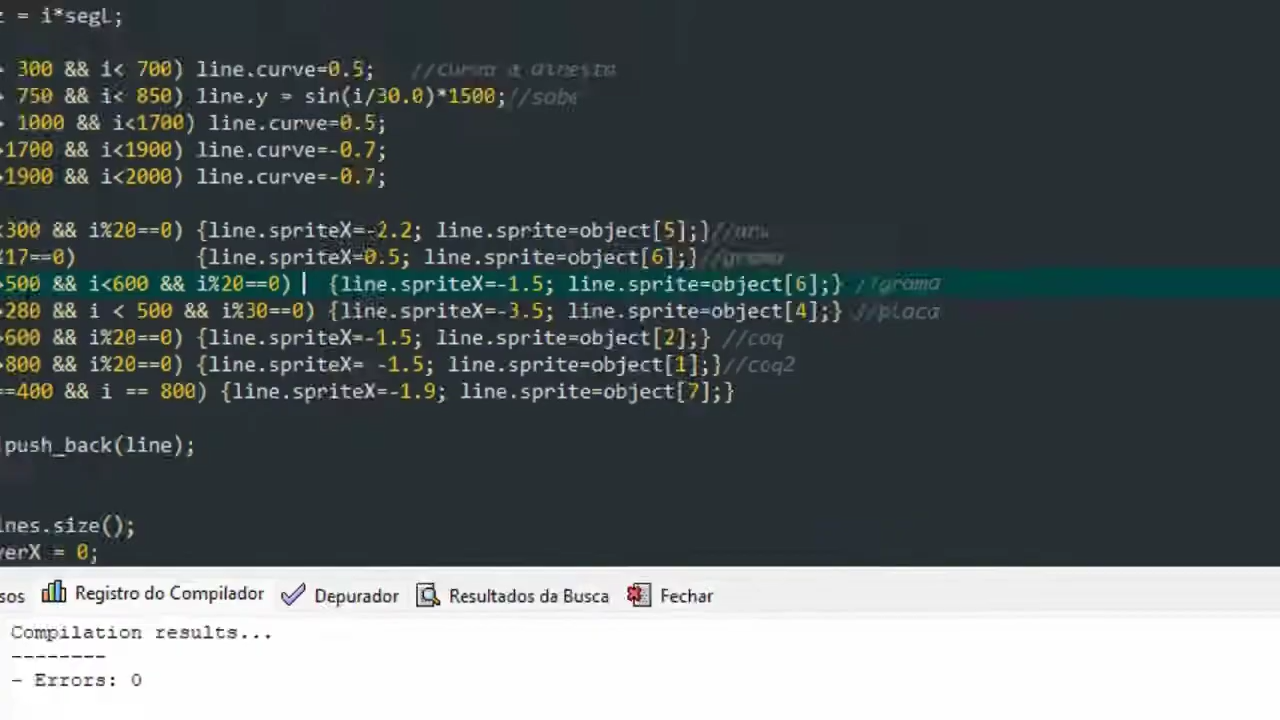 z = i*segL;
> 300 && i< 700) line.curve=0.5; //curva a direita
> 750 && i< 850) line.y = sin(i/30.0)*1500;//sobe
> 1000 && i<1700) line.curve=0.5;
>1700 && i<1900) line.curve=-0.7;
>1900 && i<2000) line.curve=-0.7;
<300 && i%20==0) {line.spriteX=-2.2; line.sprite=object[5];}
%17==0) {line.spriteX=0.5; line.sprite=object[6];}//grama
>500 && i<600 && i%20==0) {line.spriteX=-1.5; line.sprite=object[6];} //grama
>280 && i < 500 && i%30==0) {line.spriteX=-3.5; line.sprite=object[4];} //placa
>600 && i%20==0) {line.spriteX=-1.5; line.sprite=object[2];} //coq
>800 && i%20==0) {line.spriteX= -1.5; line.sprite=object[1];}//coq2
==400 && i == 800) {line.spriteX=-1.9; line.sprite=object[7];}
push_back(line);
ines.size();
yerX = 0;
sos Registro do Compilador Depurador Resultados da Busca Fechar
Compilation results...
--------
- Errors: 0